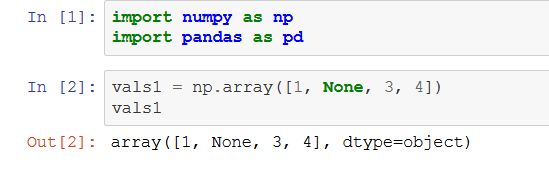 In [1]: import numpy as np
import pandas as pd
In [2]: vals1 = np.array([1, None, 3, 4])
vals1
Out[2]: array([1, None, 3, 4], dtype=object)